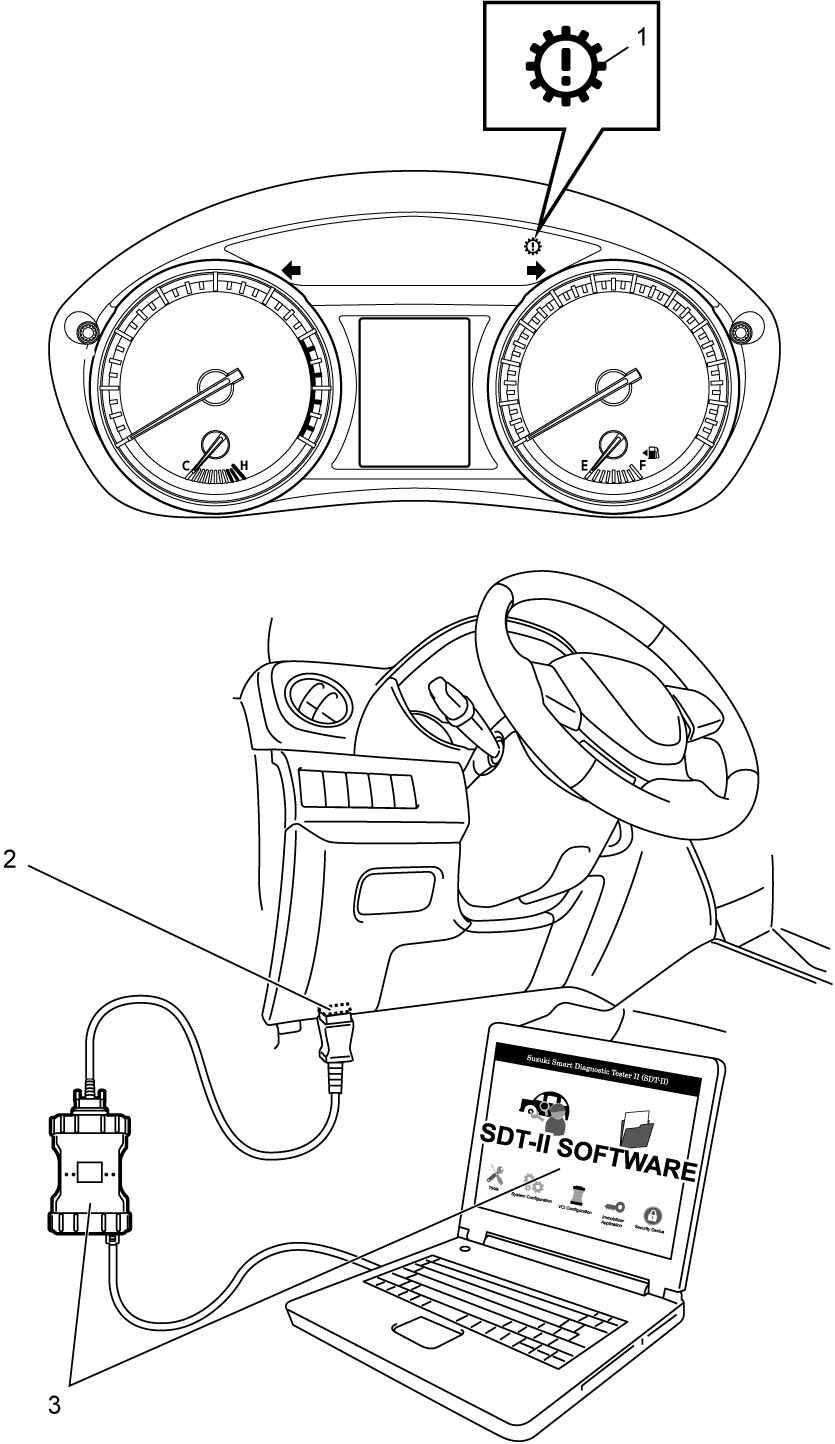 1
C
H
E
F
2
Suzuki Smart Diagnostic Tester II (SDT-II)
SDT-II SOFTWARE
Tools
System Configuration
VCI Configuration
Immobilizer
Application
Security Device
3